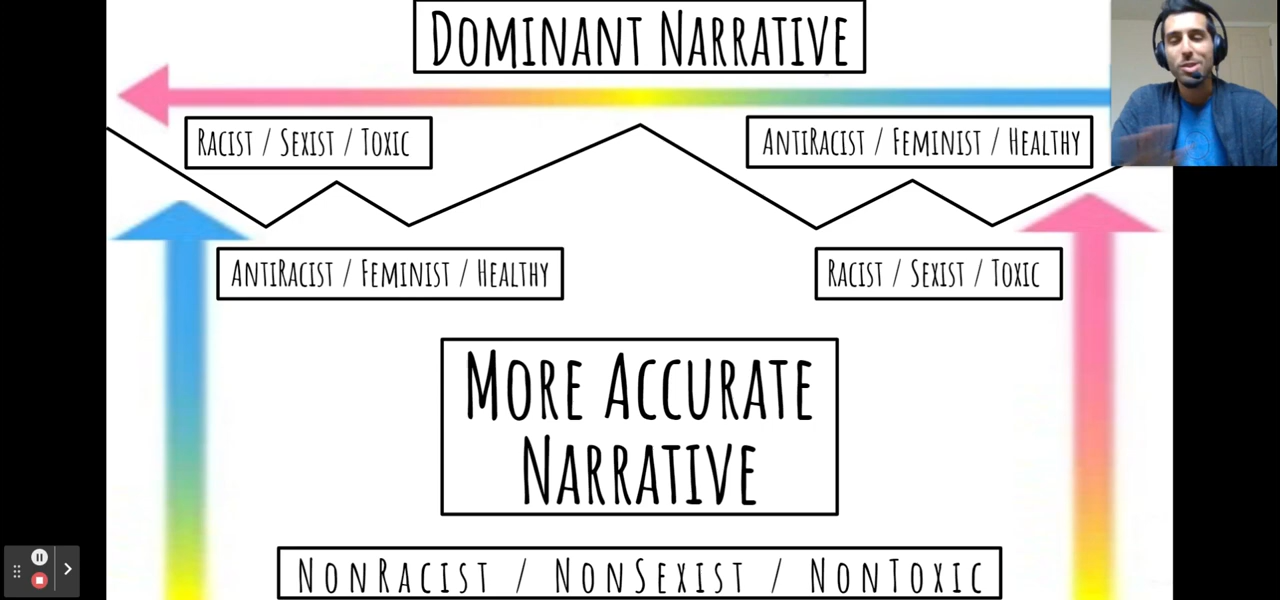 Dominant Narrative
Racist / Sexist / Toxic
AntiRacist / Feminist / Healthy
AntiRacist / Feminist / Healthy
Racist / Sexist / Toxic
More Accurate
Narrative
NonRacist / NonSexist / NonToxic